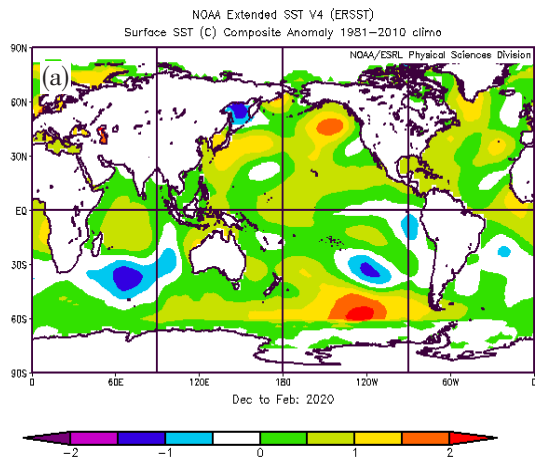 NOAA Extended SST V4 (ERSST)
Surface SST (C) Composite Anomaly 1981-2010 climo
NOAA/ESRL Physical Sciences Division
(a)
90N
60N
30N
EQ
30S
60S
90S
0 60E 120E 180 120W 60W 0
Dec to Feb: 2020
-2 -1 0 1 2